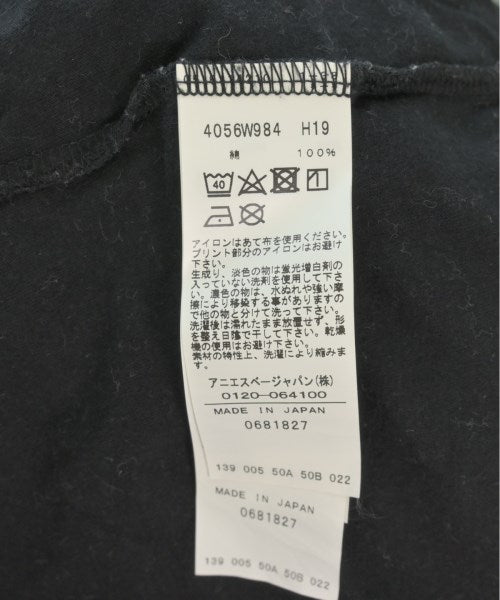 4056W984 H19
綿 100%
40
アイロンはあて布を使用ください。
プリント部分のアイロンはお避け
下さい。
生成り、淡色の物は蛍光増白剤の
入っていない洗剤を使用して下さ
い。濃色の物は、水ぬれや強い摩
擦により移染する事がありますの
で他の物と分けて洗って下さい。
洗濯後は濡れたまま放置せず、形
を整え日蔭で干して下さい。乾燥
機の使用はお避け下さい。
素材の特性上、洗濯により縮みま
す。
アニエスベージャパン(株)
0120-064100
MADE IN JAPAN
0681827
139 005 50A 50B 022
MADE IN JAPAN
0681827
139 005 50A 50B 022